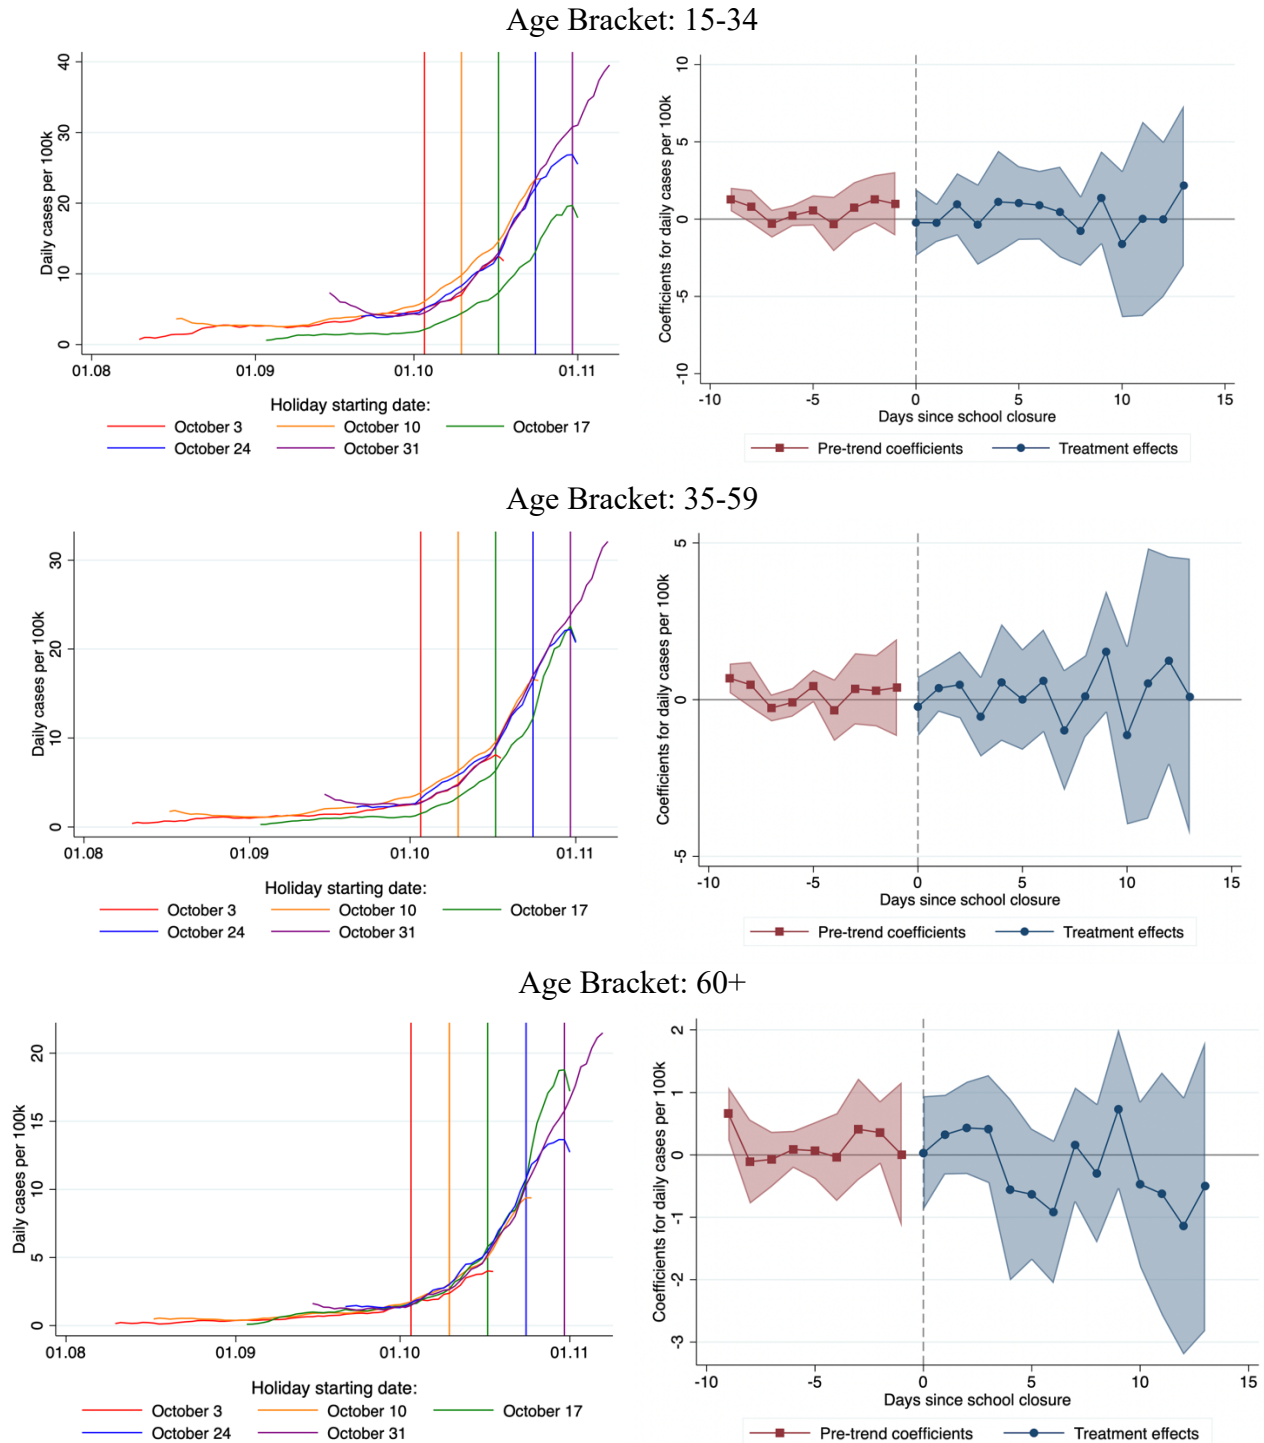 Age Bracket: 15-34
Daily cases per 100k
40
30
20
10
0
01.08 01.09 01.10 01.11
Holiday starting date:
October 3 October 10 October 17
October 24 October 31
Coefficients for daily cases per 100k
10
5
0
-5
-10
-10 -5 0 5 10 15
Days since school closure
Pre-trend coefficients Treatment effects
Age Bracket: 35-59
Daily cases per 100k
30
20
10
0
01.08 01.09 01.10 01.11
Holiday starting date:
October 3 October 10 October 17
October 24 October 31
Coefficients for daily cases per 100k
5
0
-5
-10 -5 0 5 10 15
Days since school closure
Pre-trend coefficients Treatment effects
Age Bracket: 60+
Daily cases per 100k
20
15
10
5
0
01.08 01.09 01.10 01.11
Holiday starting date:
October 3 October 10 October 17
October 24 October 31
Coefficients for daily cases per 100k
2
1
0
-1
-2
-3
-10 -5 0 5 10 15
Days since school closure
Pre-trend coefficients Treatment effects